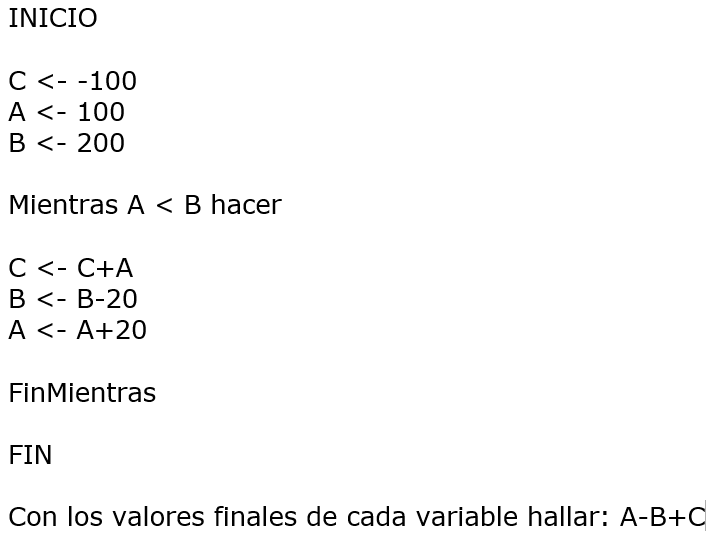 INICIO
C <- -100
A <- 100
B <- 200
Mientras A < B hacer
C <- C+A
B <- B-20
A <- A+20
FinMientras
FIN
Con los valores finales de cada variable hallar: A-B+C